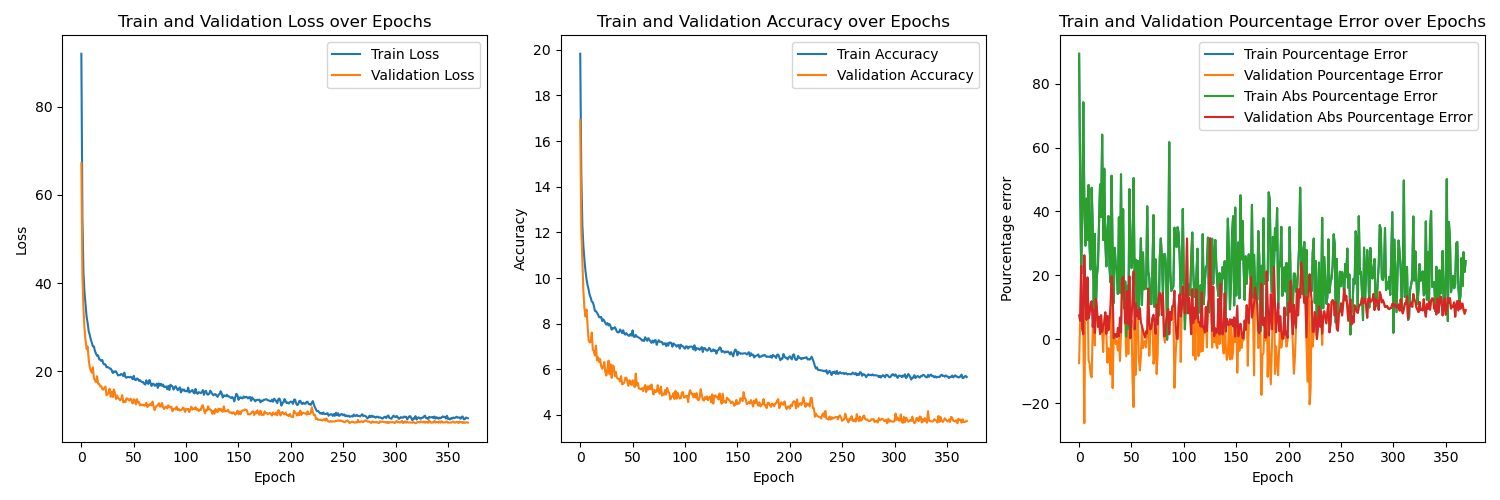 Train and Validation Loss over Epochs
Train Loss
Validation Loss
80
60
40
20
0
50
100
150
200
250
300
350
Loss
Epoch
Train and Validation Accuracy over Epochs
Train Accuracy
Validation Accuracy
20
18
16
14
12
10
8
6
4
0
50
100
150
200
250
300
350
Accuracy
Epoch
Train and Validation Pourcentage Error over Epochs
Train Pourcentage Error
Validation Pourcentage Error
Train Abs Pourcentage Error
Validation Abs Pourcentage Error
80
60
40
20
0
−20
0
50
100
150
200
250
300
350
Pourcentage error
Epoch